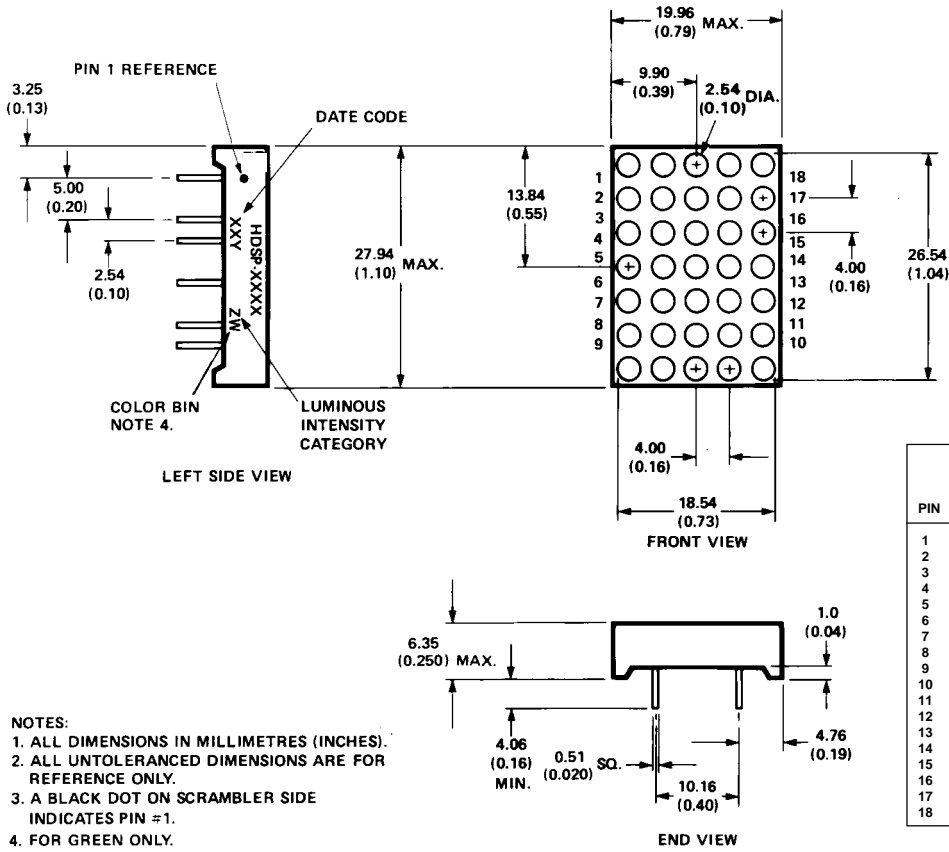 19.96
(0.79) MAX.
9.90
(0.39)
2.54
(0.10) DIA.
PIN 1 REFERENCE
3.25
(0.13)
DATE CODE
5.00
(0.20)
2.54
(0.10)
XXY
HDSP-XXXX
ZW
27.94
(1.10) MAX.
13.84
(0.55)
1
2
3
4
5
6
7
8
9
18
17
16
15
14
13
12
11
10
4.00
(0.16)
26.54
(1.04)
COLOR BIN
NOTE 4.
LUMINOUS
INTENSITY
CATEGORY
LEFT SIDE VIEW
4.00
(0.16)
18.54
(0.73)
FRONT VIEW
PIN
1
2
3
4
5
6
7
8
9
10
11
12
13
14
15
16
17
18
6.35
(0.250) MAX.
1.0
(0.04)
4.06
(0.16)
MIN.
0.51
(0.020) SQ.
10.16
(0.40)
4.76
(0.19)
END VIEW
NOTES:
1. ALL DIMENSIONS IN MILLIMETRES (INCHES).
2. ALL UNTOLERANCED DIMENSIONS ARE FOR
REFERENCE ONLY.
3. A BLACK DOT ON SCRAMBLER SIDE
INDICATES PIN #1.
4. FOR GREEN ONLY.